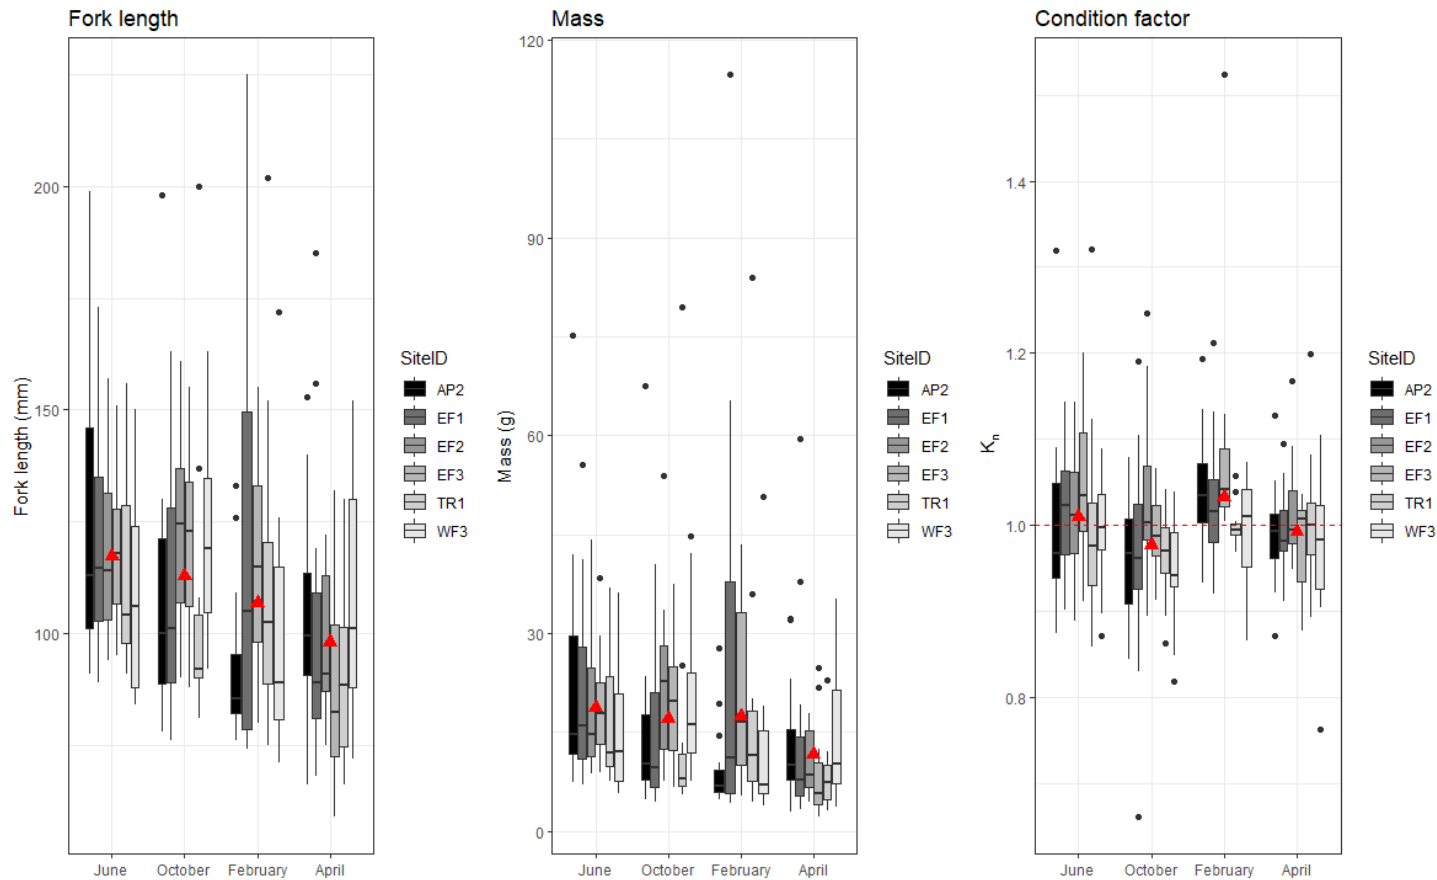 Fork length
Fork length (mm)
200
150
100
June October February April
SiteID
AP2
EF1
EF2
EF3
TR1
WF3
Mass
Mass (g)
120
90
60
30
0
June October February April
SiteID
AP2
EF1
EF2
EF3
TR1
WF3
Condition factor
Kn
1.4
1.2
1.0
0.8
June October February April
SiteID
AP2
EF1
EF2
EF3
TR1
WF3